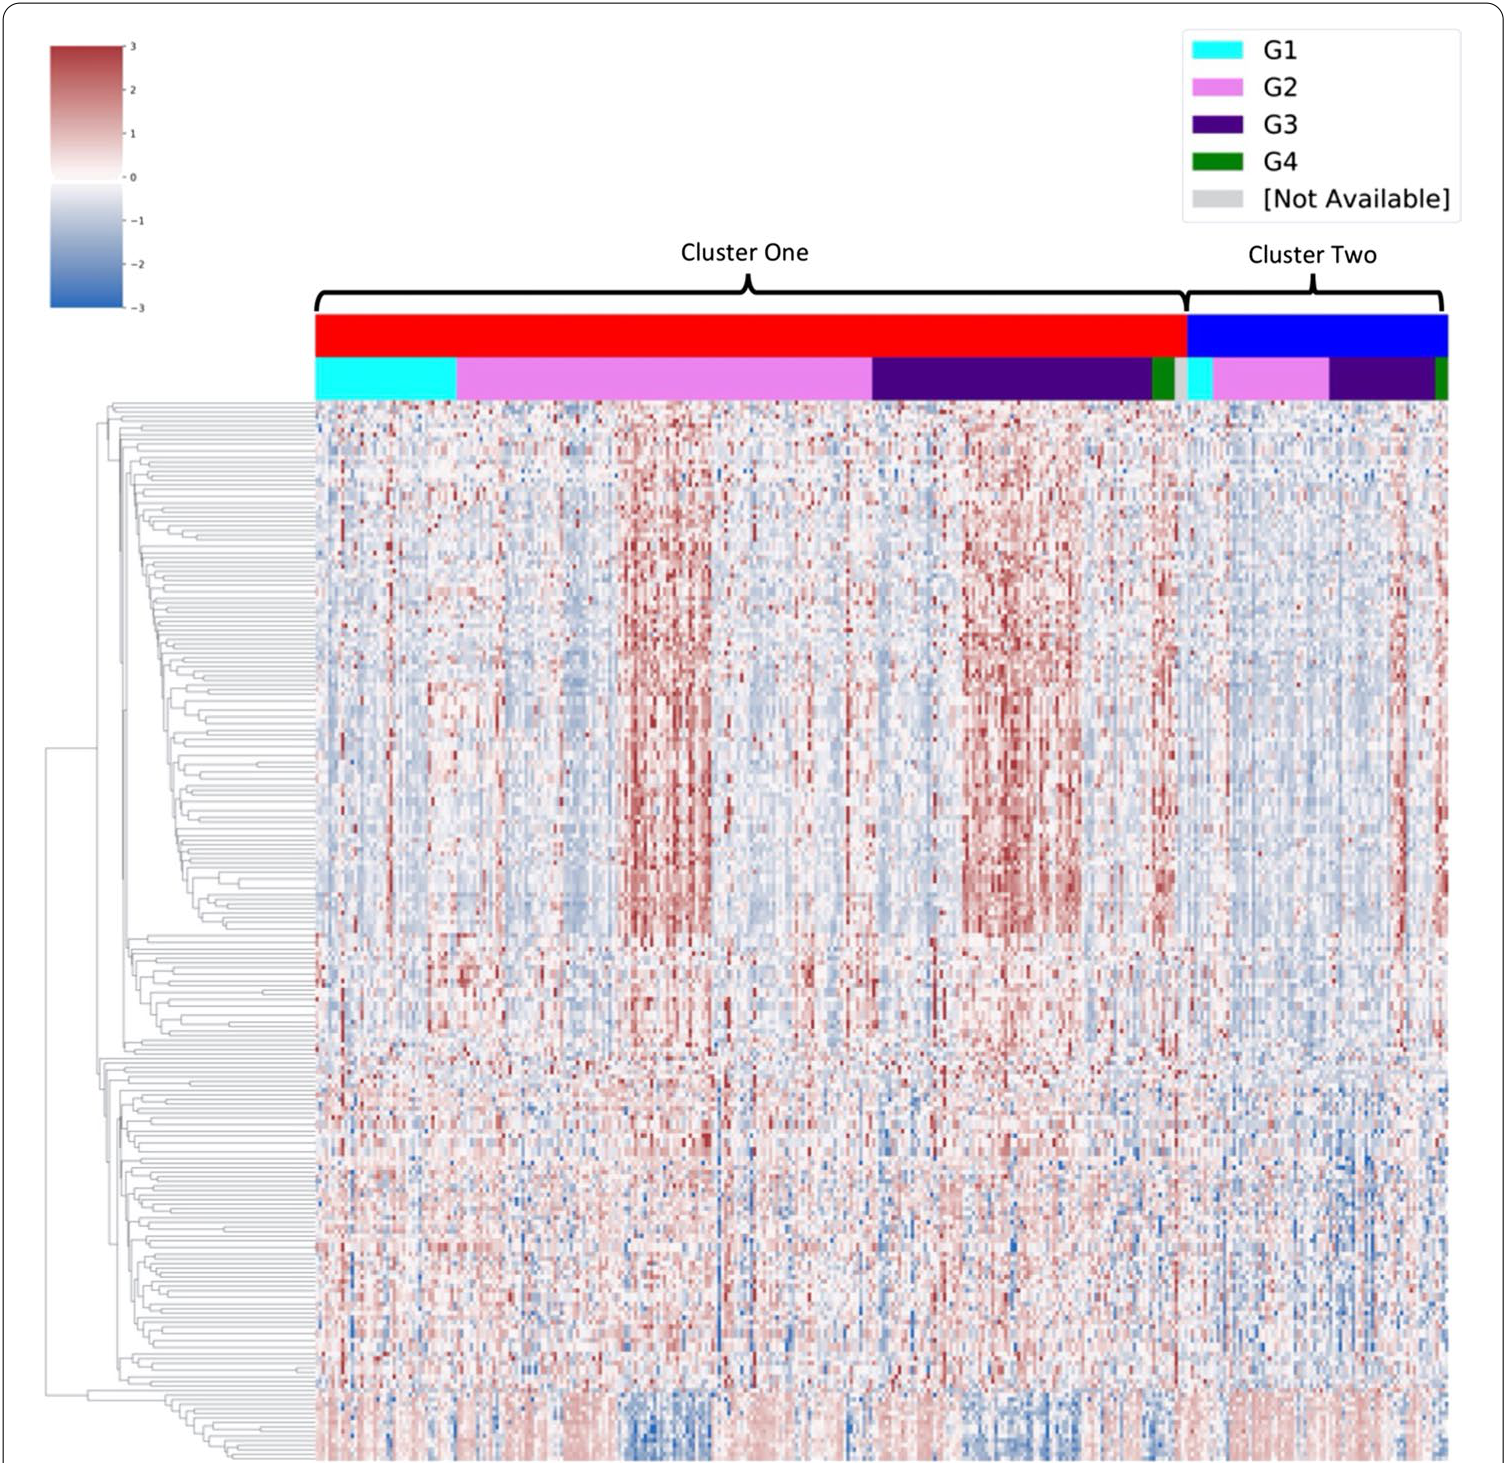 3
2
1
0
−1
−2
−3
G1
G2
G3
G4
[Not Available]
Cluster One
Cluster Two